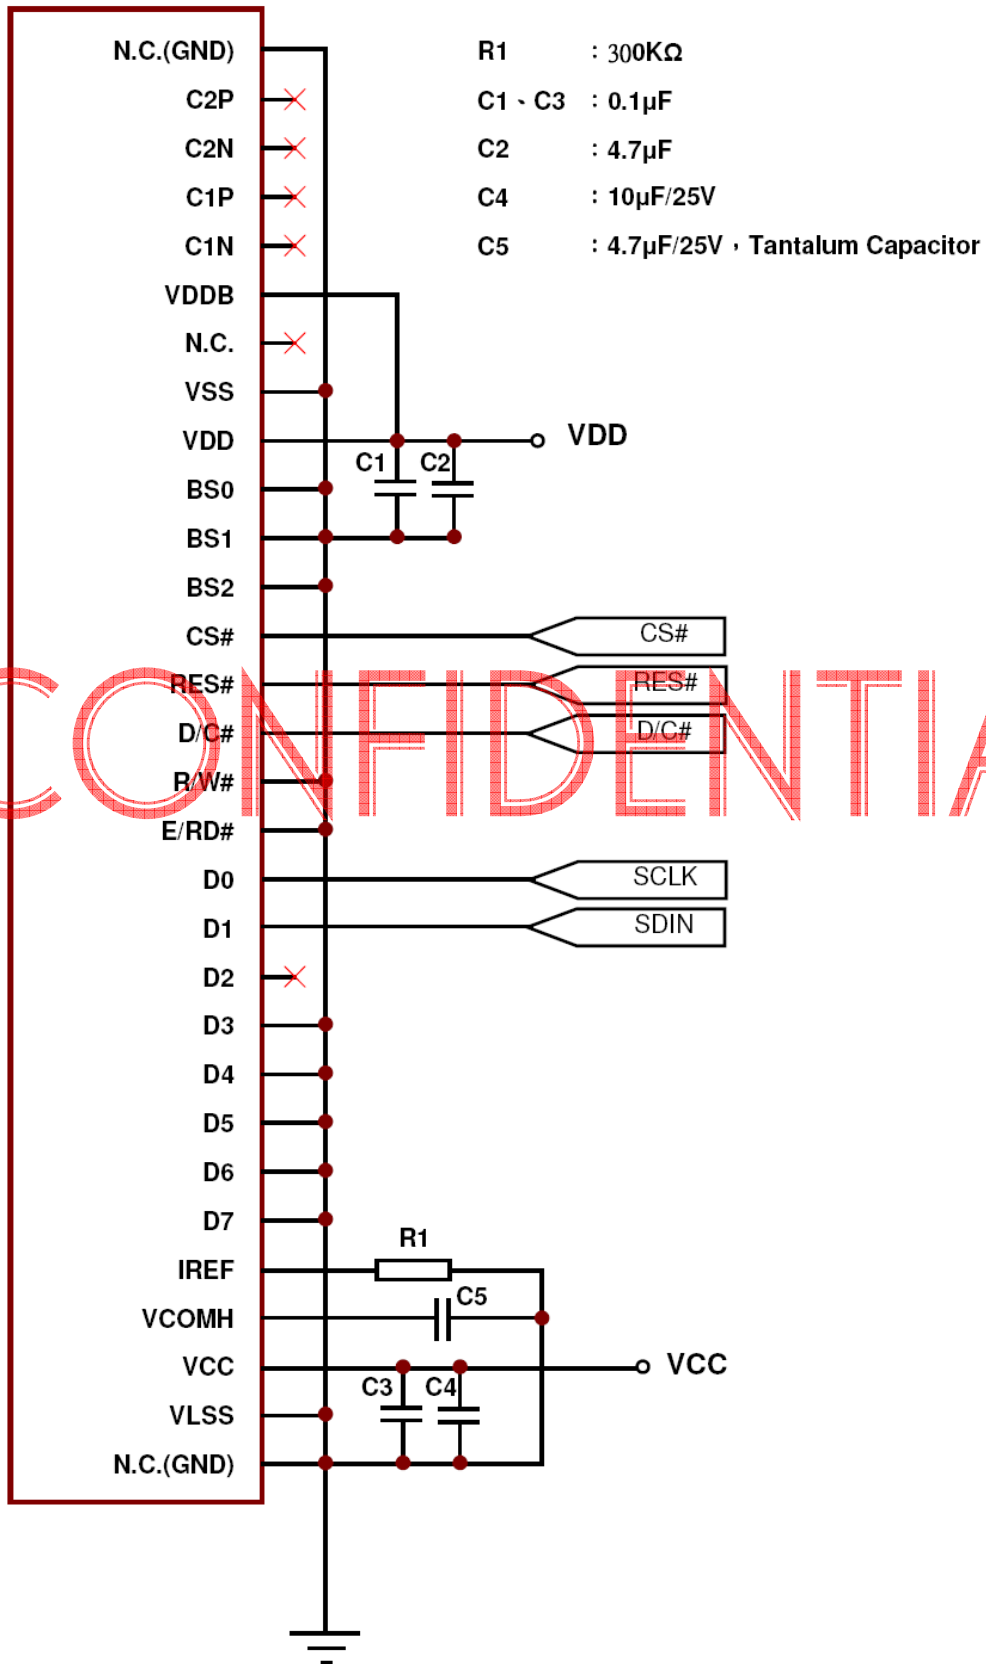 N.C.(GND)
C2P
C2N
C1P
C1N
VDDB
N.C.
VSS
VDD
BS0
BS1
BS2
CS#
RES#
D/C#
R/W#
E/RD#
D0
D1
D2
D3
D4
D5
D6
D7
IREF
VCOMH
VCC
VLSS
N.C.(GND)
R1 : 300KΩ
C1、C3 : 0.1µF
C2 : 4.7µF
C4 : 10µF/25V
C5 : 4.7µF/25V,Tantalum Capacitor
VDD
C1
C2
CS#
RES#
D/C#
SCLK
SDIN
R1
C5
VCC
C3
C4
CONFIDENTIA